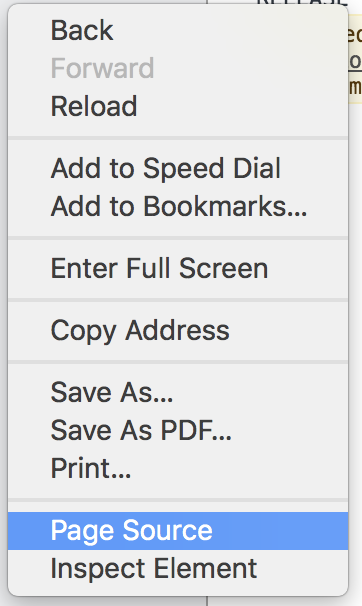 Back
Forward
Reload
Add to Speed Dial
Add to Bookmarks...
Enter Full Screen
Copy Address
Save As...
Save As PDF...
Print...
Page Source
Inspect Element